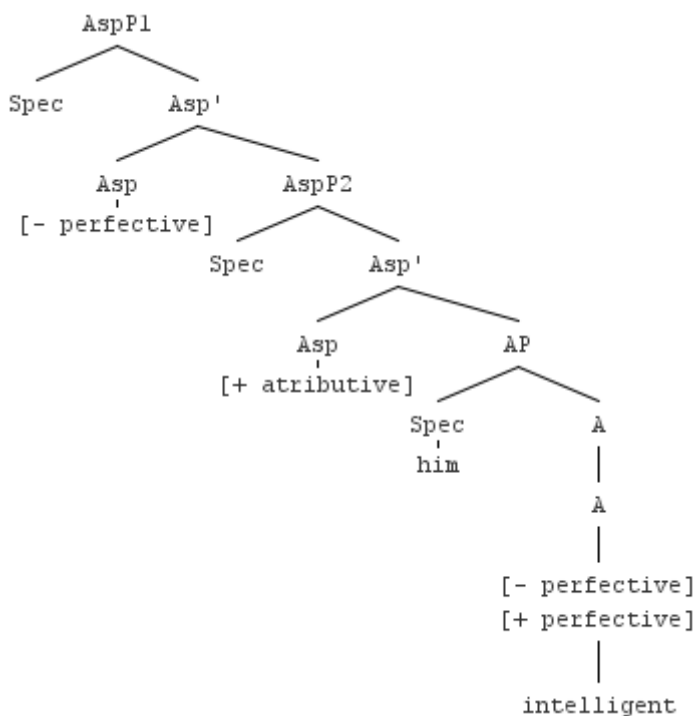 AspP1
Spec Asp'
Asp AspP2
[- perfective]
Spec Asp'
Asp AP
[+ atributive]
Spec A
him
A
[- perfective]
[+ perfective]
intelligent